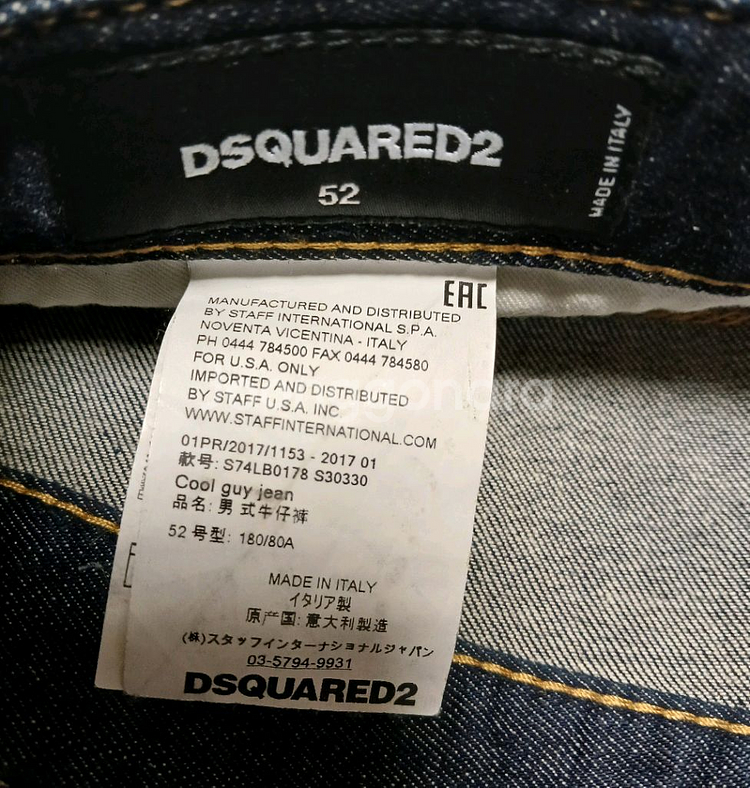 DSQUARED2
52
MADE IN ITALY
EAC
MANUFACTURED AND DISTRIBUTED
BY STAFF INTERNATIONAL S.P.A.
NOVENTA VICENTINA - ITALY
PH 0444 784500 FAX 0444 784580
FOR U.S.A. ONLY
IMPORTED AND DISTRIBUTED
BY STAFF U.S.A. INC.
WWW.STAFFINTERNATIONAL.COM
01PR/2017/1153 - 2017 01
款号: S74LB0178 S30330
Cool guy jean
品名: 男 式牛仔裤
52 号型: 180/80A
MADE IN ITALY
イタリア製
原产国: 意大利製造
(株)スタッフインターナショナルジャパン
03-5794-9931
DSQUARED2